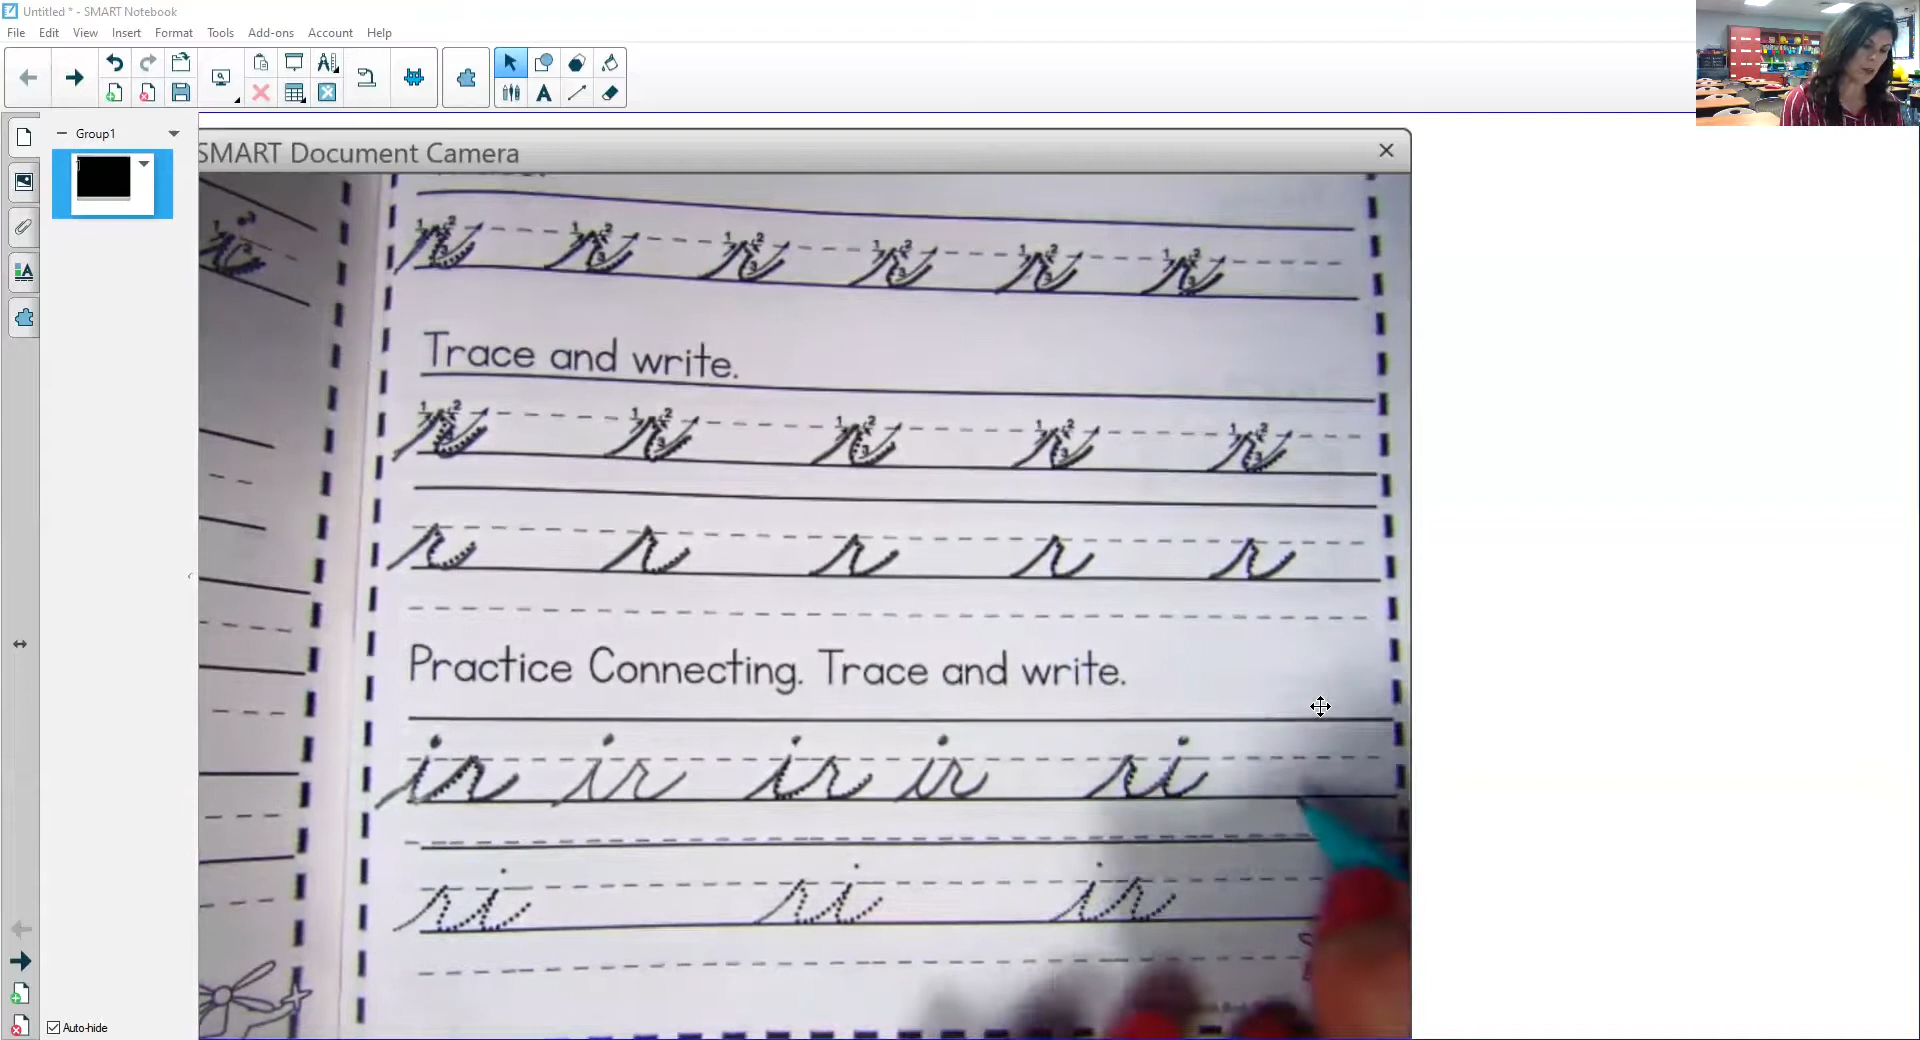 Untitled * - SMART Notebook
File Edit View Insert Format Tools Add-ons Account Help
Group1
SMART Document Camera
i
r r r r r r
Trace and write.
r r r r r
r r r r r
Practice Connecting. Trace and write.
ir ir ir ir ri
ri ri ir
Auto-hide